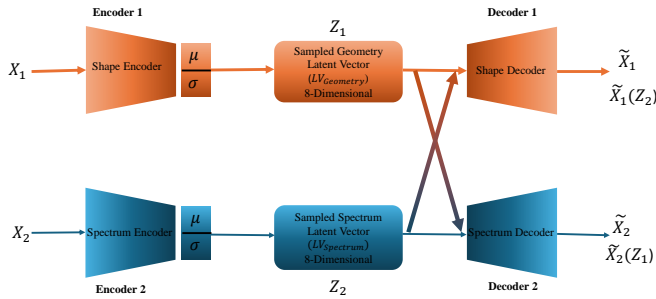 Encoder 1
Z₁
Decoder 1
X₁
Shape Encoder
μ
σ
Sampled Geometry
Latent Vector
(LV_Geometry)
8-Dimensional
Shape Decoder
X̃₁
X̃₁(Z₂)
X₂
Spectrum Encoder
μ
σ
Sampled Spectrum
Latent Vector
(LV_Spectrum)
8-Dimensional
Spectrum Decoder
X̃₂
X̃₂(Z₁)
Encoder 2
Z₂
Decoder 2